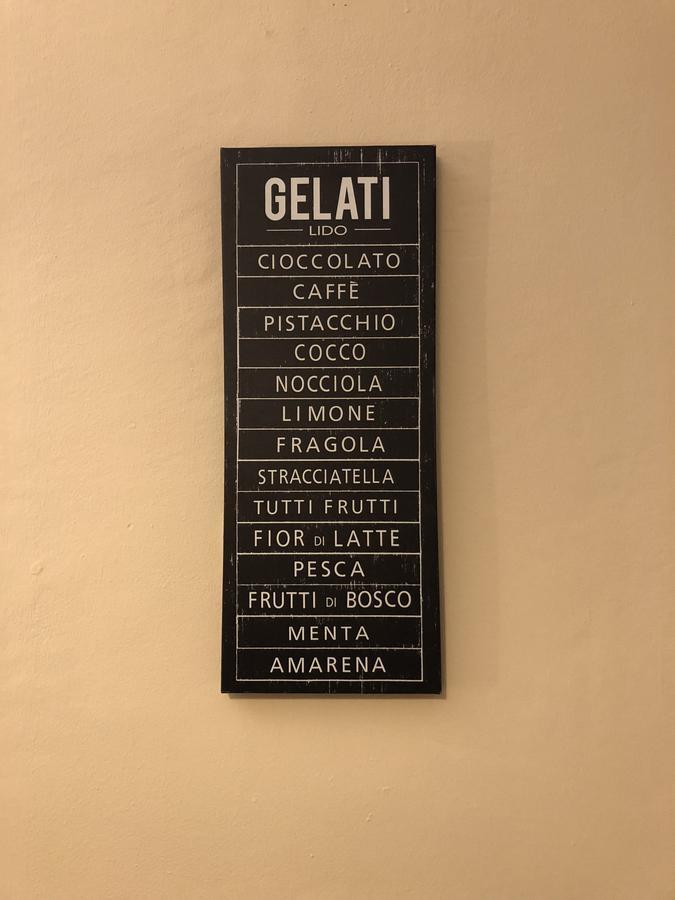 GELATI
LIDO
CIOCCOLATO
CAFFÈ
PISTACCHIO
COCCO
NOCCIOLA
LIMONE
FRAGOLA
STRACCIATELLA
TUTTI FRUTTI
FIOR DI LATTE
PESCA
FRUTTI DI BOSCO
MENTA
AMARENA